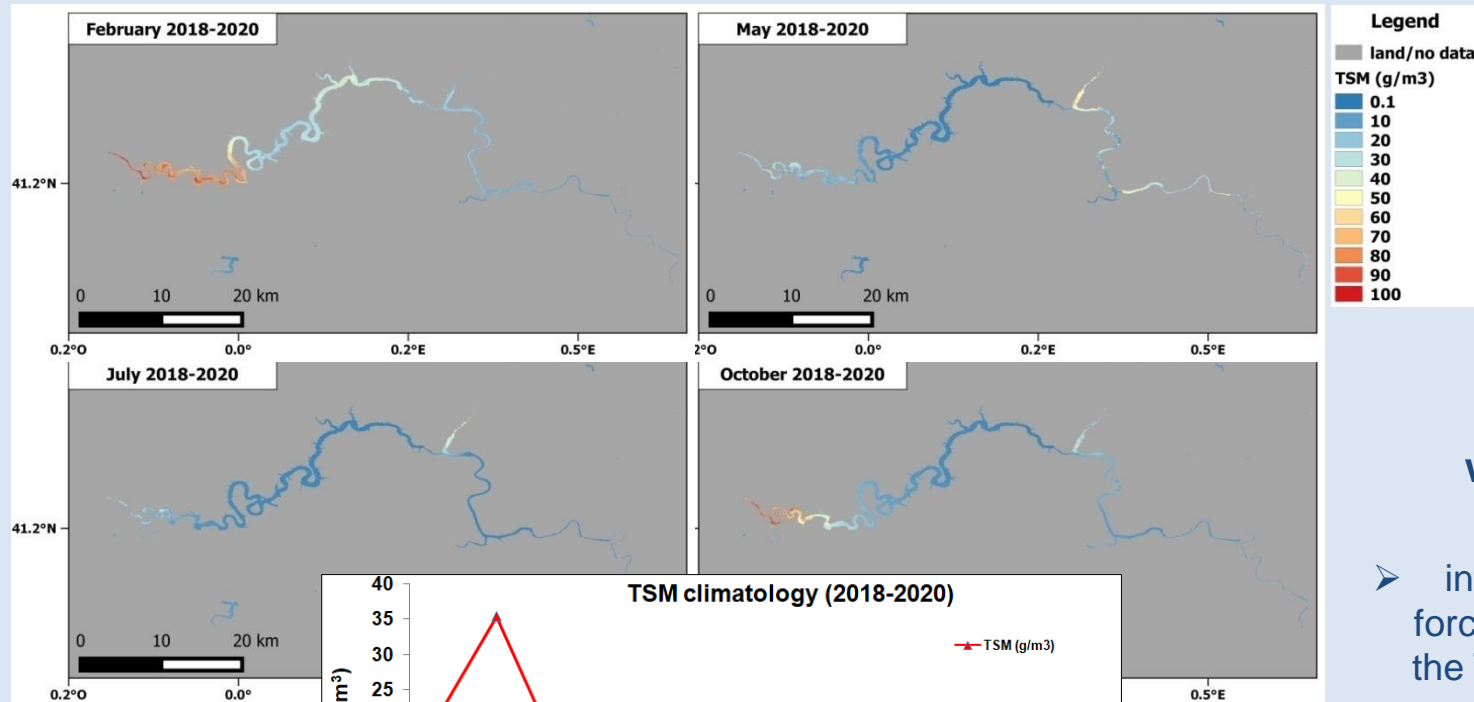 February 2018-2020
41.2°N
0 10 20 km
0.2°O 0.0° 0.2°E 0.5°E
May 2018-2020
0 10 20 km
2°O 0.0° 0.2°E 0.5°E
Legend
land/no data
TSM (g/m3)
0.1
10
20
30
40
50
60
70
80
90
100
July 2018-2020
41.2°N
0 10 20 km
0.2°O 0.0°
October 2018-2020
0.5°E
TSM climatology (2018-2020)
40
35
30
25
m³)
TSM (g/m3)
➢ in
forc
the